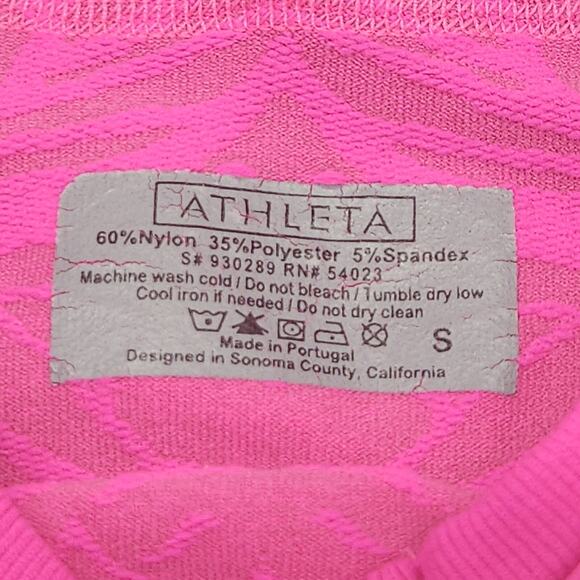 ATHLETA
60%Nylon 35%Polyester 5%Spandex
S# 930289 RN# 54023
Machine wash cold / Do not bleach / Tumble dry low
Cool iron if needed / Do not dry clean
S
Made in Portugal
Designed in Sonoma County, California